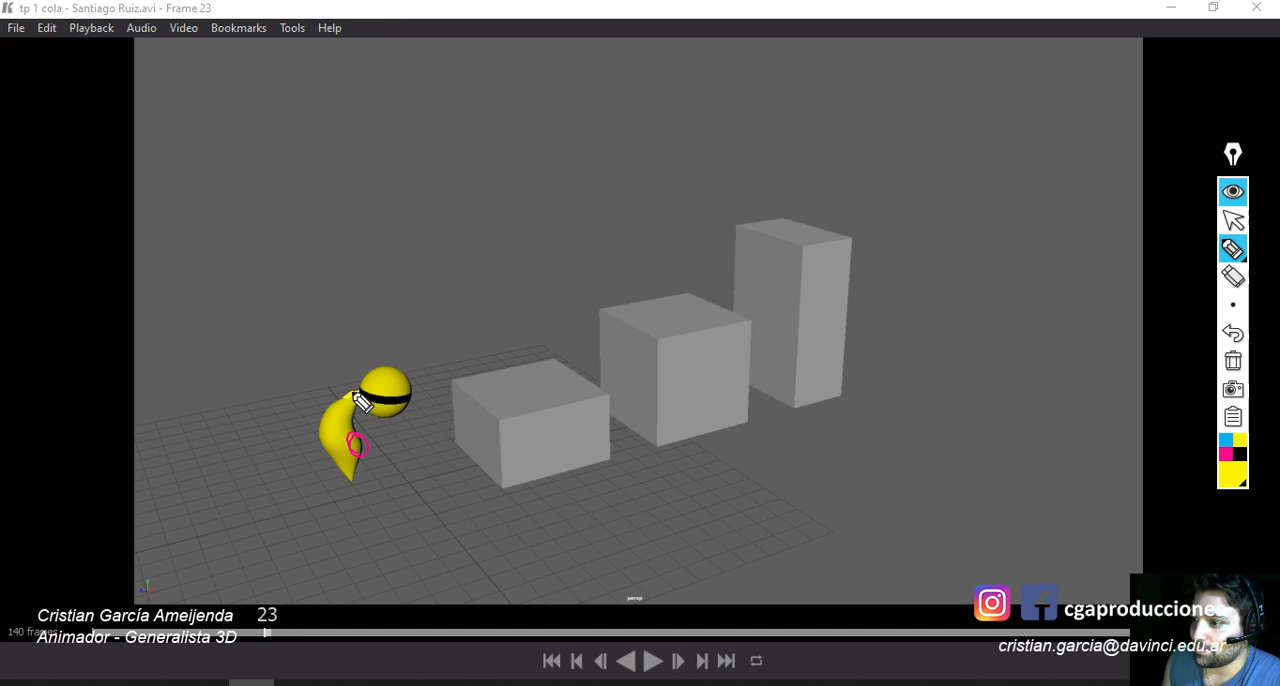 tp 1 cola - Santiago Ruiz.avi - Frame 23
File Edit Playback Audio Video Bookmarks Tools Help
persp
Cristian García Ameijenda 23
140 frames
Animador - Generalista 3D
cgaproducciones
cristian.garcia@davinci.edu.ar